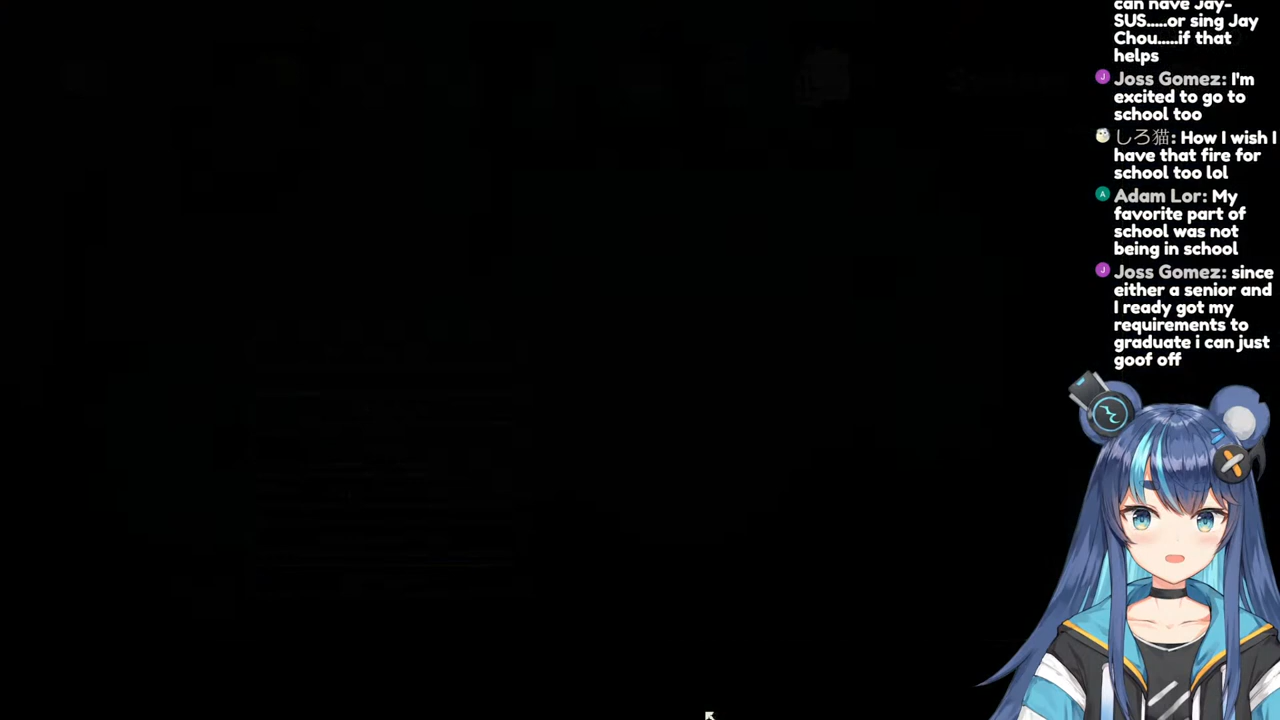 can have Jay-
SUS.....or sing Jay
Chou.....if that
helps
J Joss Gomez: I'm
excited to go to
school too
しろ猫: How I wish I
have that fire for
school too lol
A Adam Lor: My
favorite part of
school was not
being in school
J Joss Gomez: since
either a senior and
I ready got my
requirements to
graduate i can just
goof off